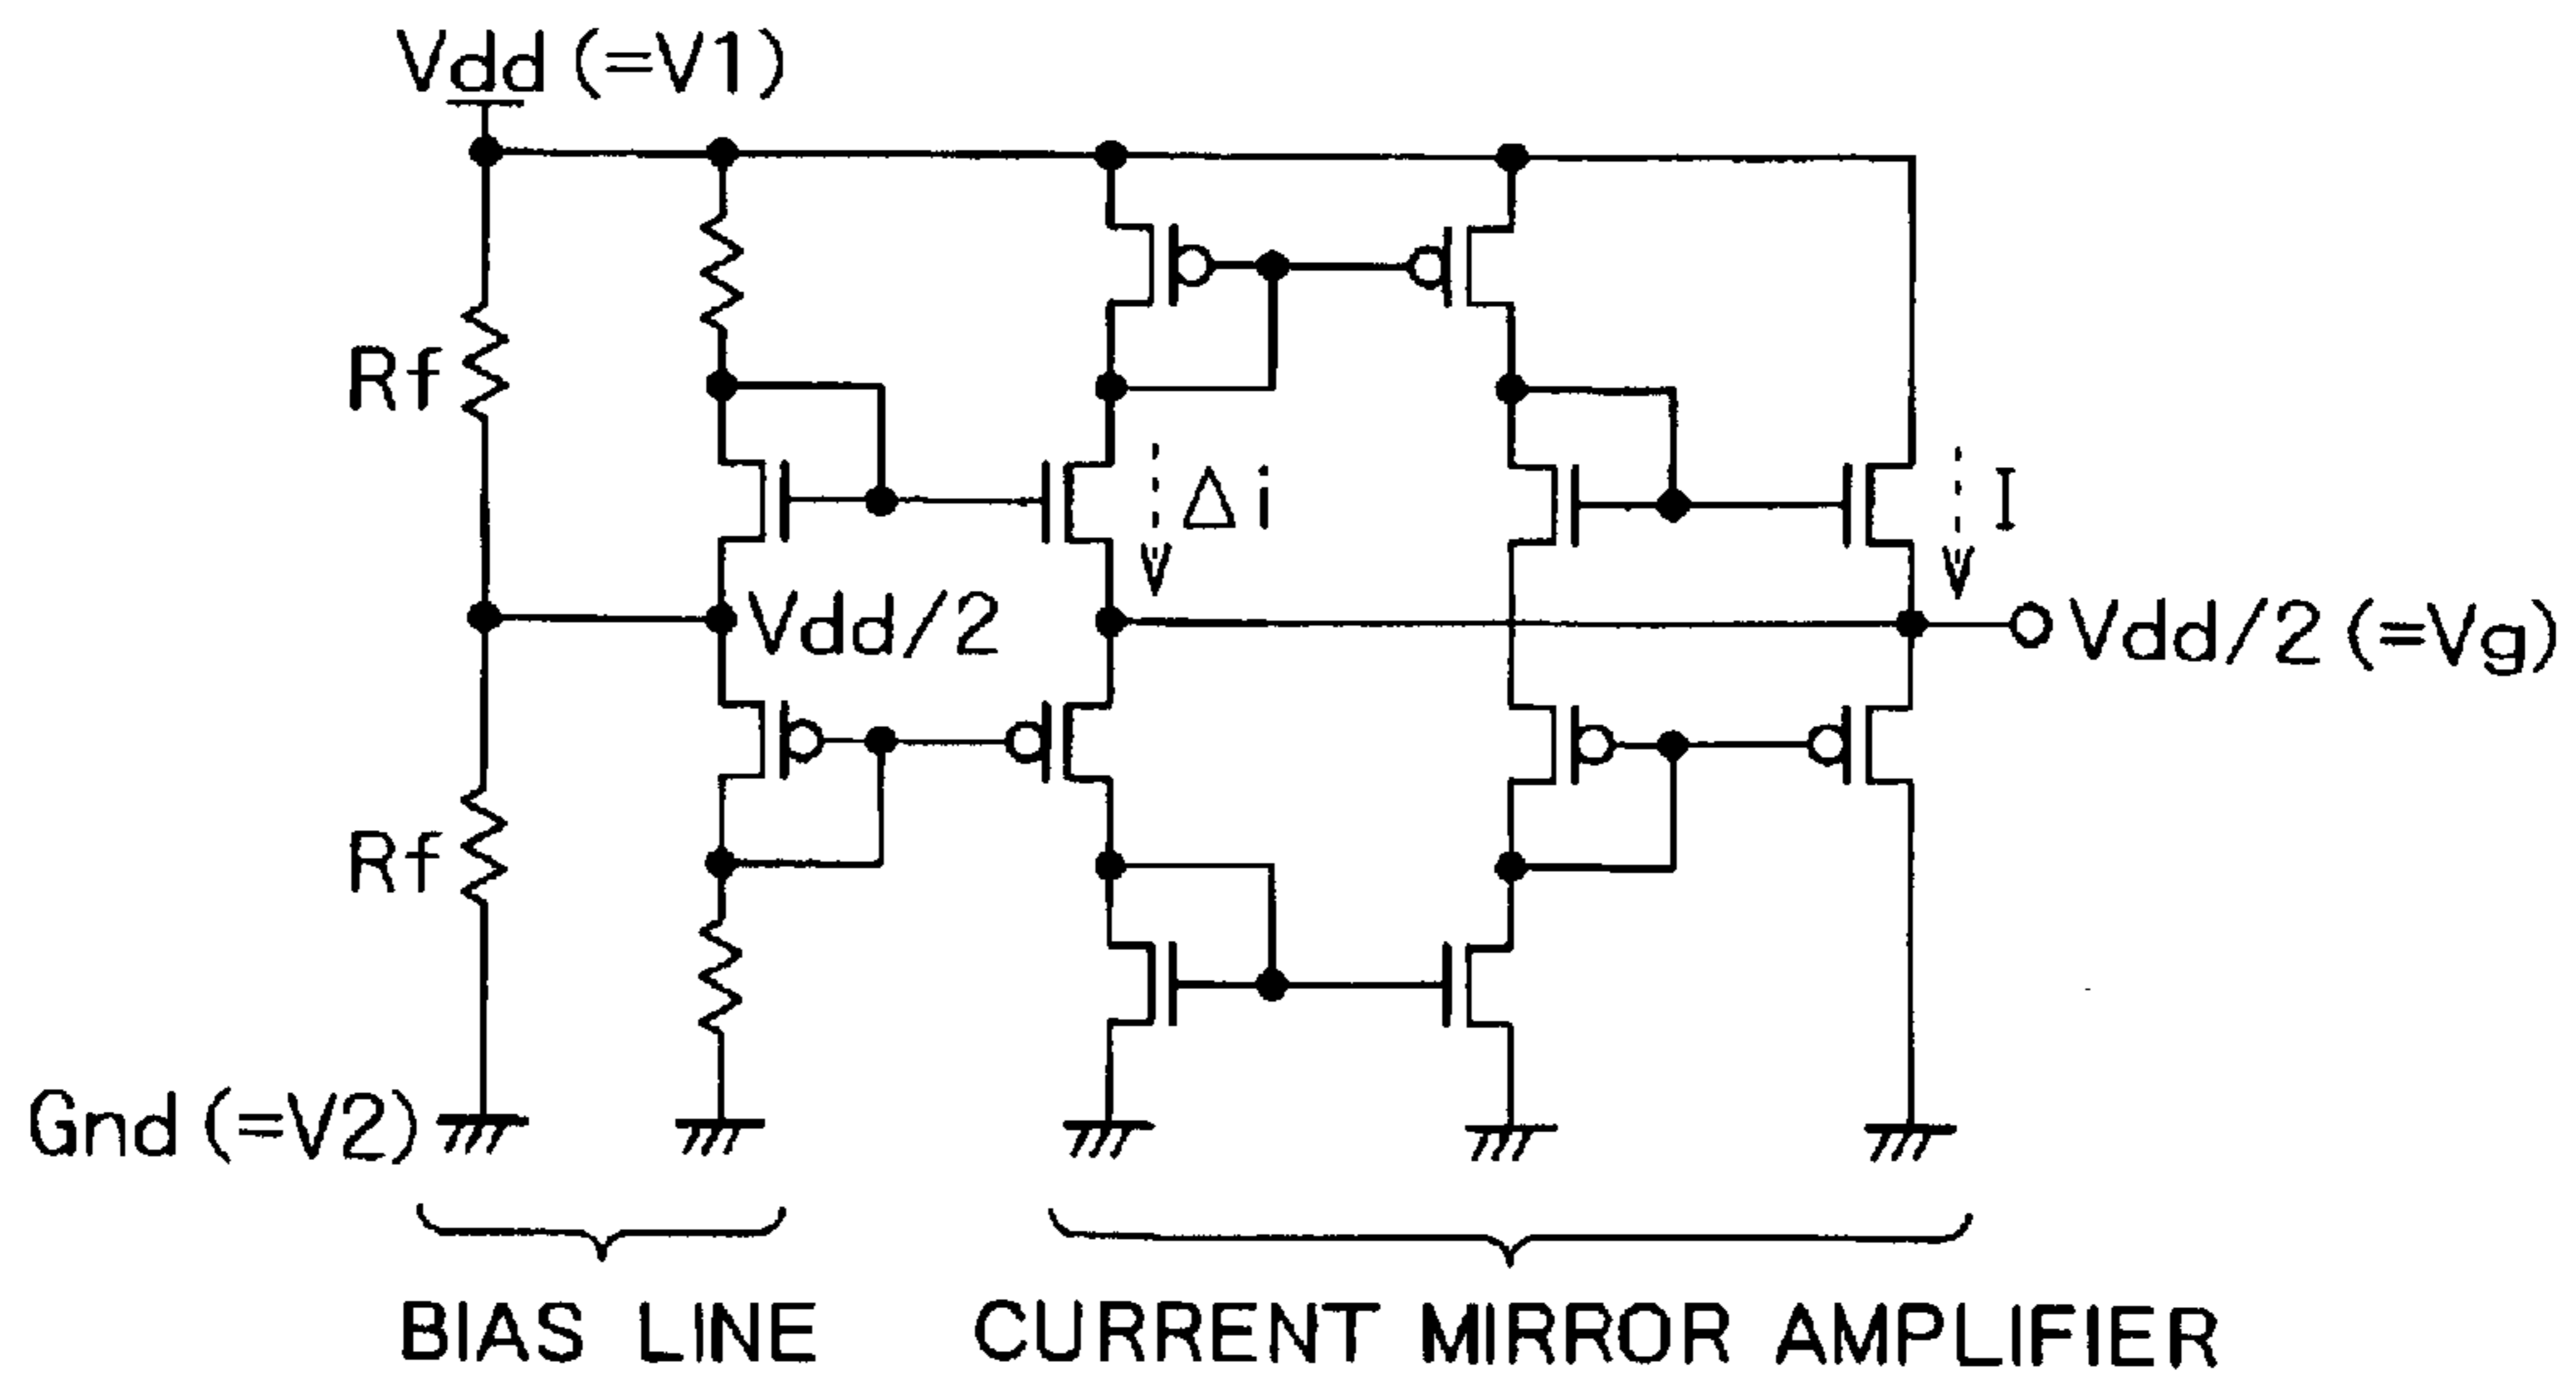 Vdd (=V1)
Rf
Δi
I
Vdd/2
Vdd/2 (=Vg)
Rf
Gnd (=V2)
BIAS LINE
CURRENT MIRROR AMPLIFIER